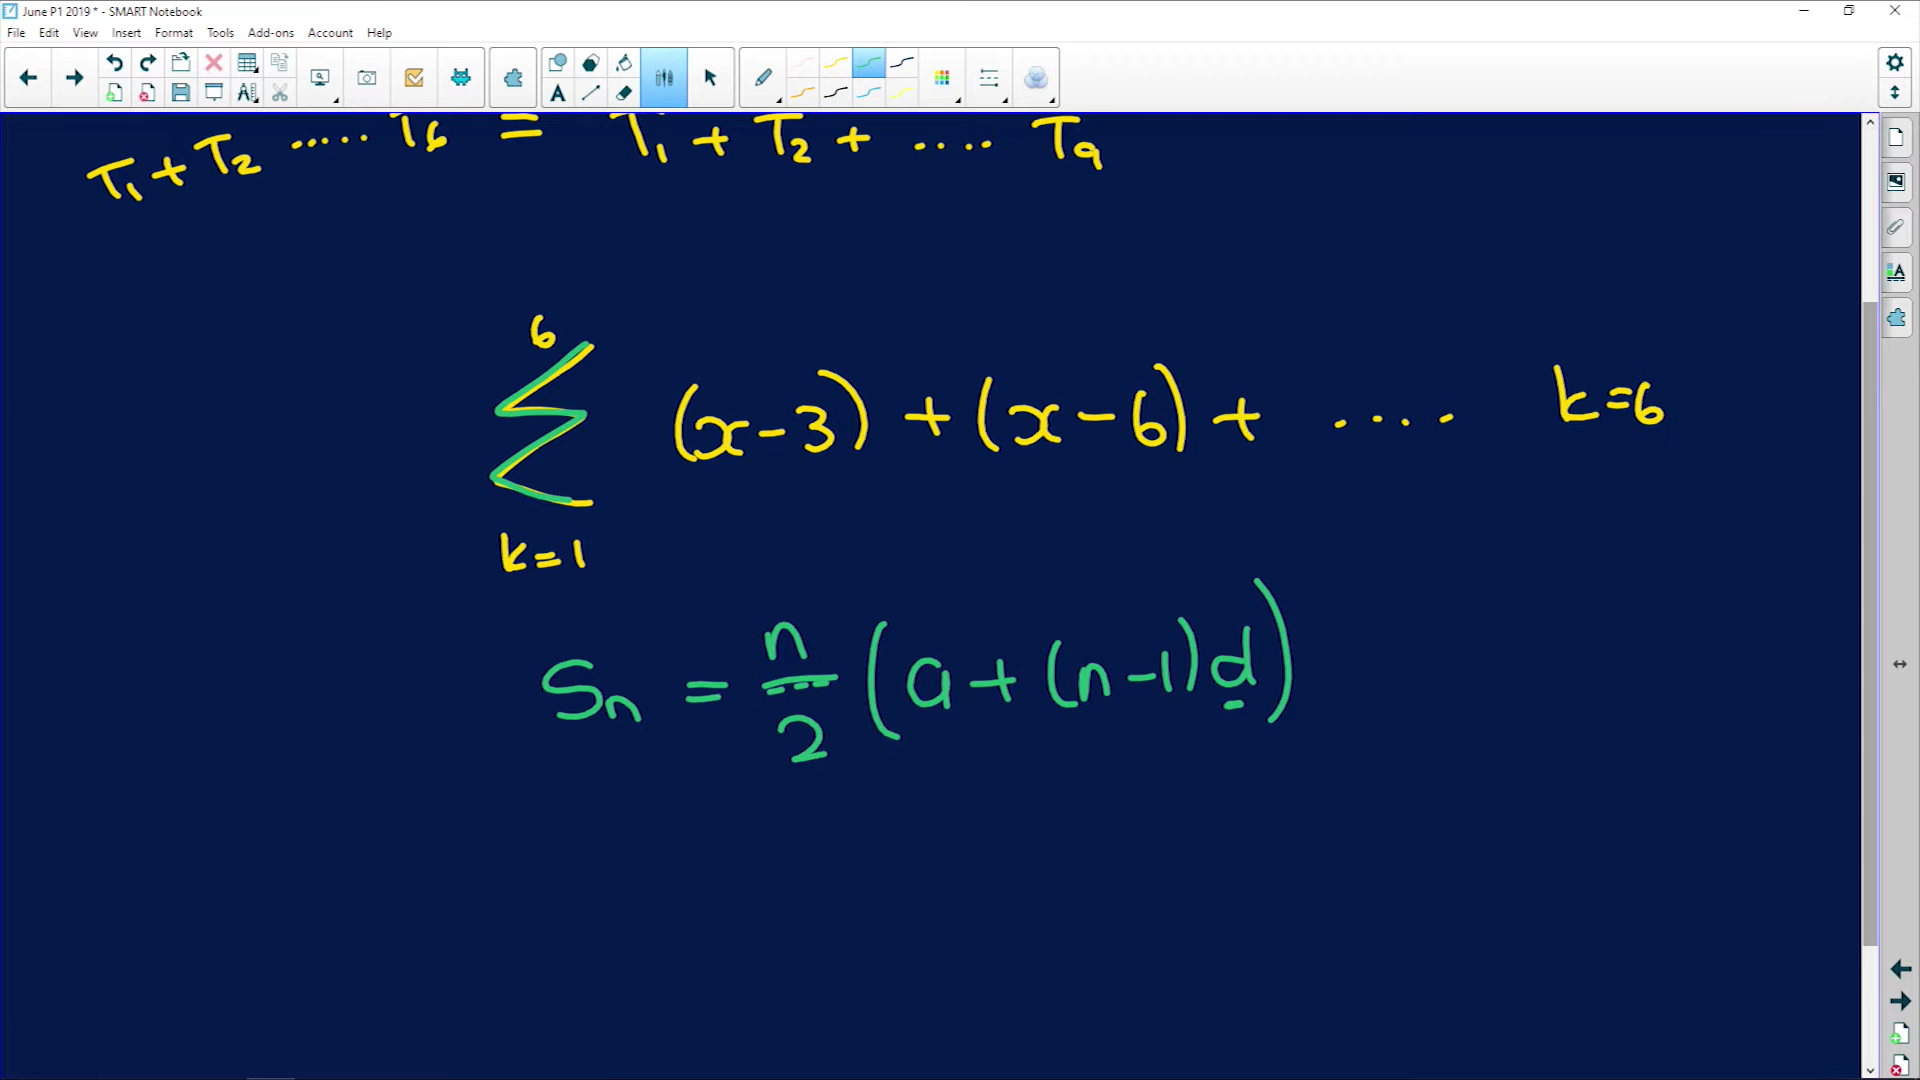 June P1 2019 * - SMART Notebook
File Edit View Insert Format Tools Add-ons Account Help
T₁ + T₂ ..... T₆ = T₁ + T₂ + .... T₉
6
∑ (x - 3) + (x - 6) + .... k = 6
k = 1
Sₙ = n/2 (a + (n - 1)d)